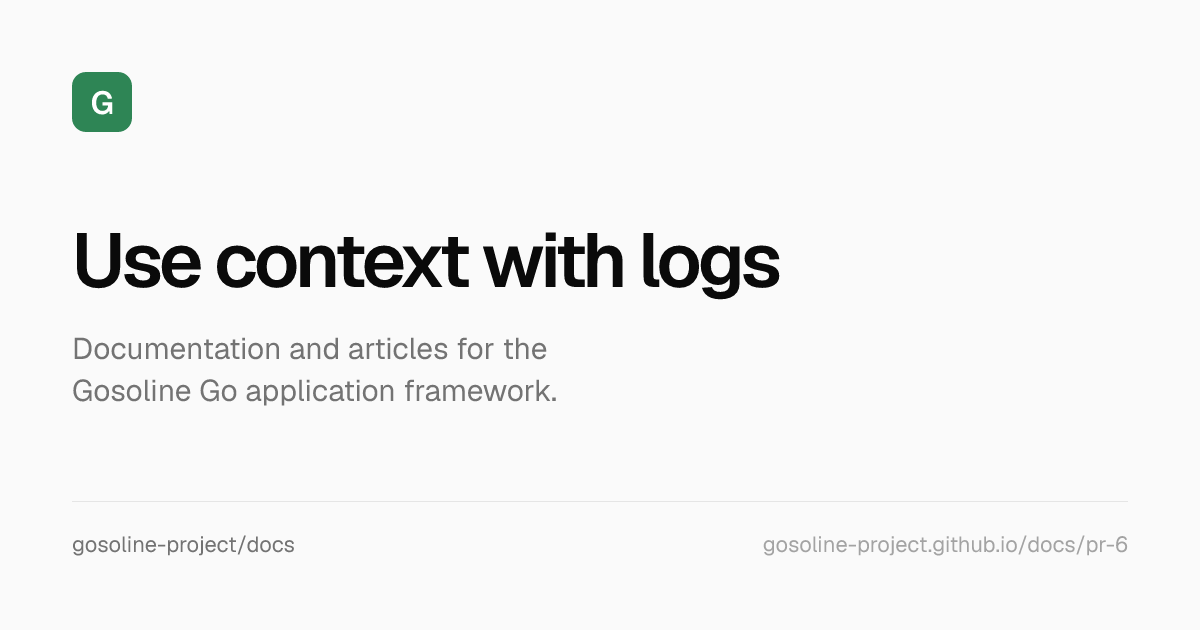 G
Use context with logs
Documentation and articles for the
Gosoline Go application framework.
gosoline-project/docs
gosoline-project.github.io/docs/pr-6